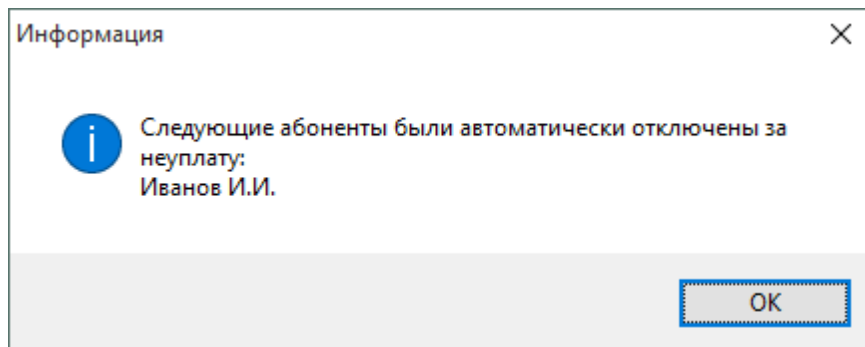 Информация
Следующие абоненты были автоматически отключены за
неуплату:
Иванов И.И.
OK